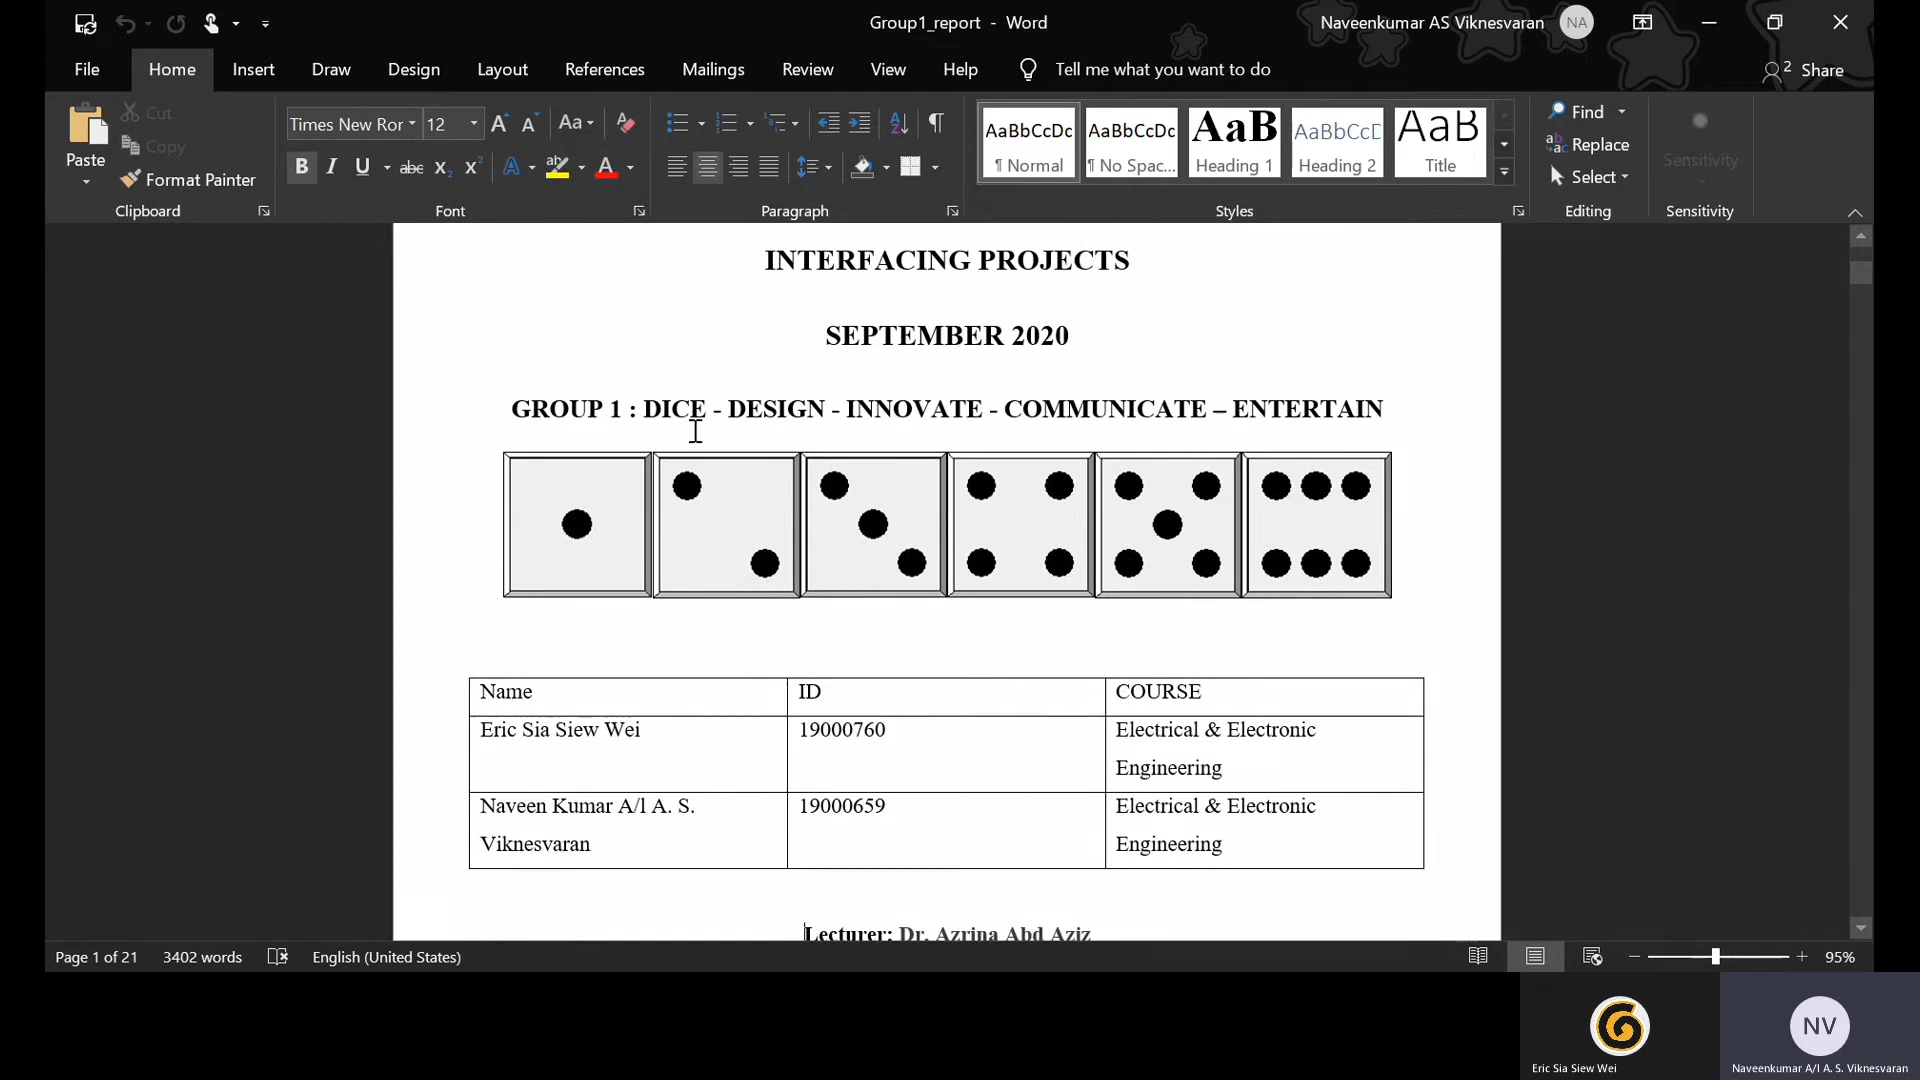 Group1_report - Word
Naveenkumar AS Viknesvaran
NA
File
Home
Insert
Draw
Design
Layout
References
Mailings
Review
View
Help
Tell me what you want to do
2
Share
Paste
Cut
Copy
Format Painter
Clipboard
Times New Ror
12
Aa
B I U abc X₂ X²
Font
Paragraph
AaBbCcDc
¶ Normal
AaBbCcDc
¶ No Spac...
AaB
Heading 1
AaBbCcD
Heading 2
AaB
Title
Styles
Find
Replace
Select
Editing
Sensitivity
Sensitivity
INTERFACING PROJECTS
SEPTEMBER 2020
GROUP 1 : DICE - DESIGN - INNOVATE - COMMUNICATE – ENTERTAIN
Name
ID
COURSE
Eric Sia Siew Wei
19000760
Electrical & Electronic
Engineering
Naveen Kumar A/l A. S.
Viknesvaran
19000659
Electrical & Electronic
Engineering
Lecturer: Dr. Azrina Abd Aziz
Page 1 of 21
3402 words
English (United States)
95%
NV
Eric Sia Siew Wei
Naveenkumar A/l A. S. Viknesvaran